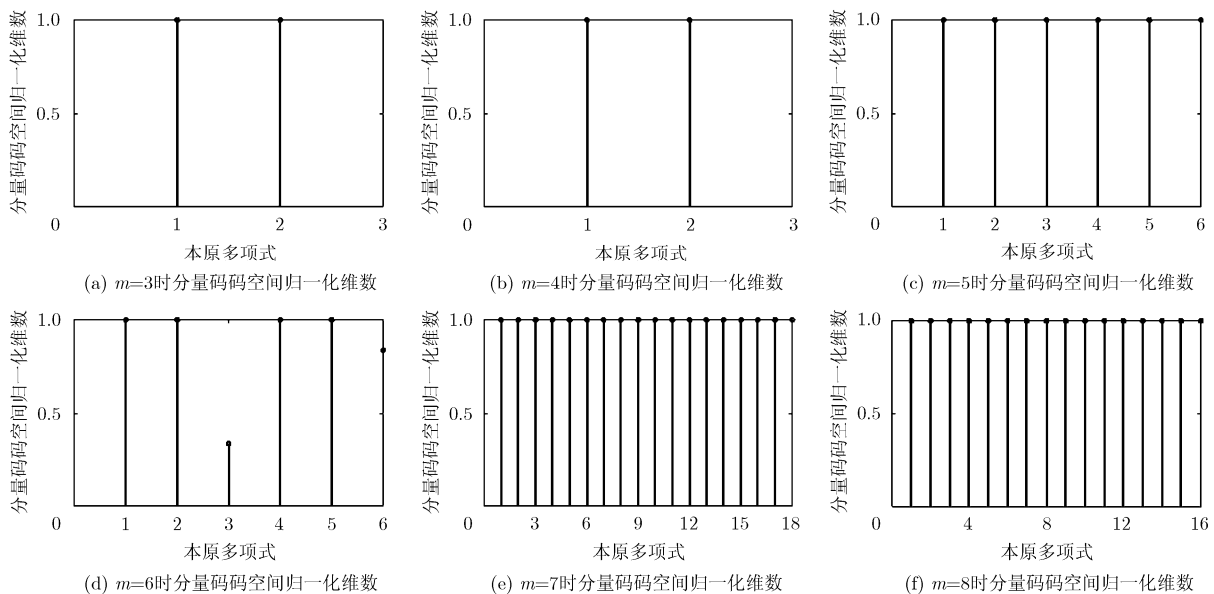 分量码码空间归一化维数
1.0
0.5
0
1 2 3
本原多项式
(a) m=3时分量码码空间归一化维数
分量码码空间归一化维数
1.0
0.5
0
1 2 3
本原多项式
(b) m=4时分量码码空间归一化维数
分量码码空间归一化维数
1.0
0.5
0
1 2 3 4 5 6
本原多项式
(c) m=5时分量码码空间归一化维数
分量码码空间归一化维数
1.0
0.5
0
1 2 3 4 5 6
本原多项式
(d) m=6时分量码码空间归一化维数
分量码码空间归一化维数
1.0
0.5
0
3 6 9 12 15 18
本原多项式
(e) m=7时分量码码空间归一化维数
分量码码空间归一化维数
1.0
0.5
0
4 8 12 16
本原多项式
(f) m=8时分量码码空间归一化维数